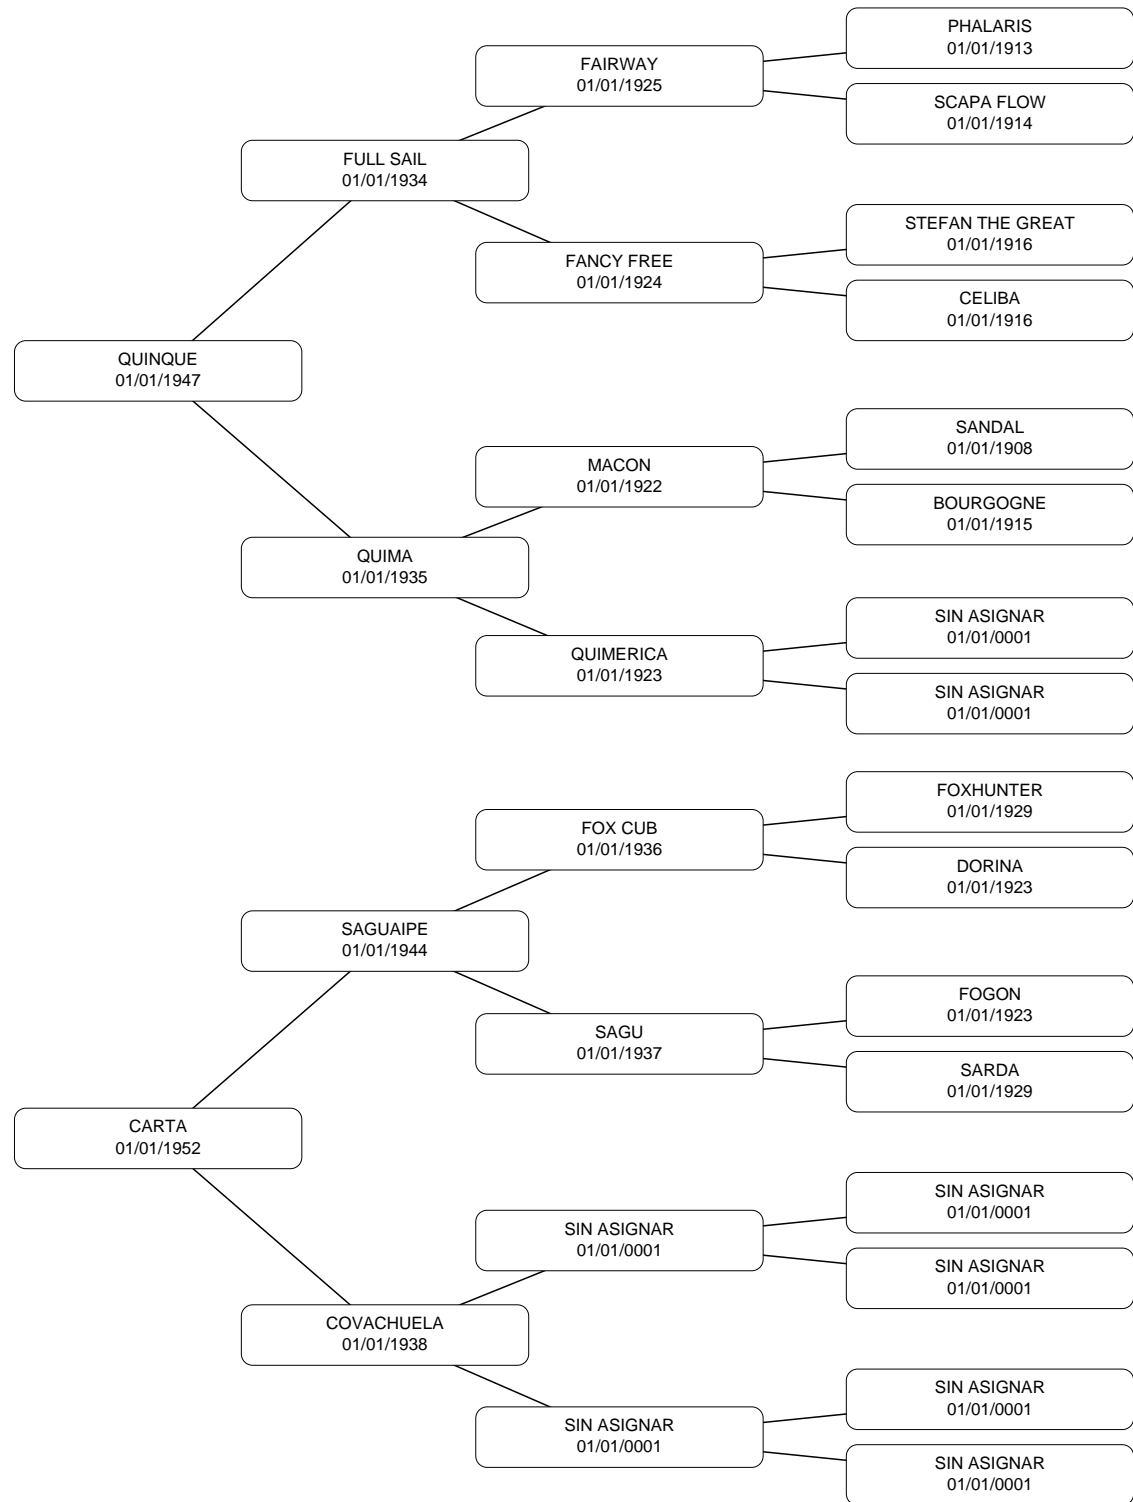 PHALARIS
01/01/1913
FAIRWAY
01/01/1925
SCAPA FLOW
01/01/1914
FULL SAIL
01/01/1934
STEFAN THE GREAT
01/01/1916
FANCY FREE
01/01/1924
CELIBA
01/01/1916
QUINQUE
01/01/1947
SANDAL
01/01/1908
MACON
01/01/1922
BOURGOGNE
01/01/1915
QUIMA
01/01/1935
SIN ASIGNAR
01/01/0001
QUIMERICA
01/01/1923
SIN ASIGNAR
01/01/0001
FOXHUNTER
01/01/1929
FOX CUB
01/01/1936
DORINA
01/01/1923
SAGUAIPE
01/01/1944
FOGON
01/01/1923
SAGU
01/01/1937
SARDA
01/01/1929
CARTA
01/01/1952
SIN ASIGNAR
01/01/0001
SIN ASIGNAR
01/01/0001
SIN ASIGNAR
01/01/0001
COVACHUELA
01/01/1938
SIN ASIGNAR
01/01/0001
SIN ASIGNAR
01/01/0001
SIN ASIGNAR
01/01/0001